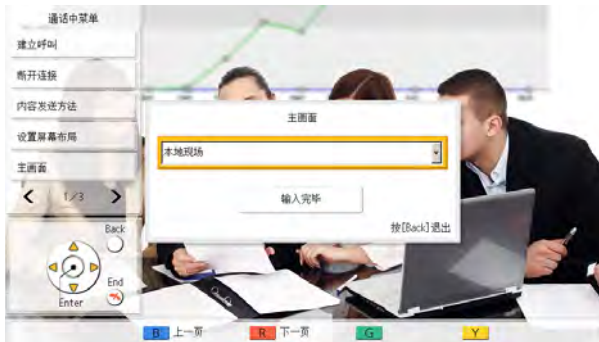 通话中菜单
建立呼叫
断开连接
内容发送方法
设置屏幕布局
主画面
1/3
Back
End
Enter
主画面
本地现场
输入完毕
按[Back]退出
B 上一页 R 下一页 G Y